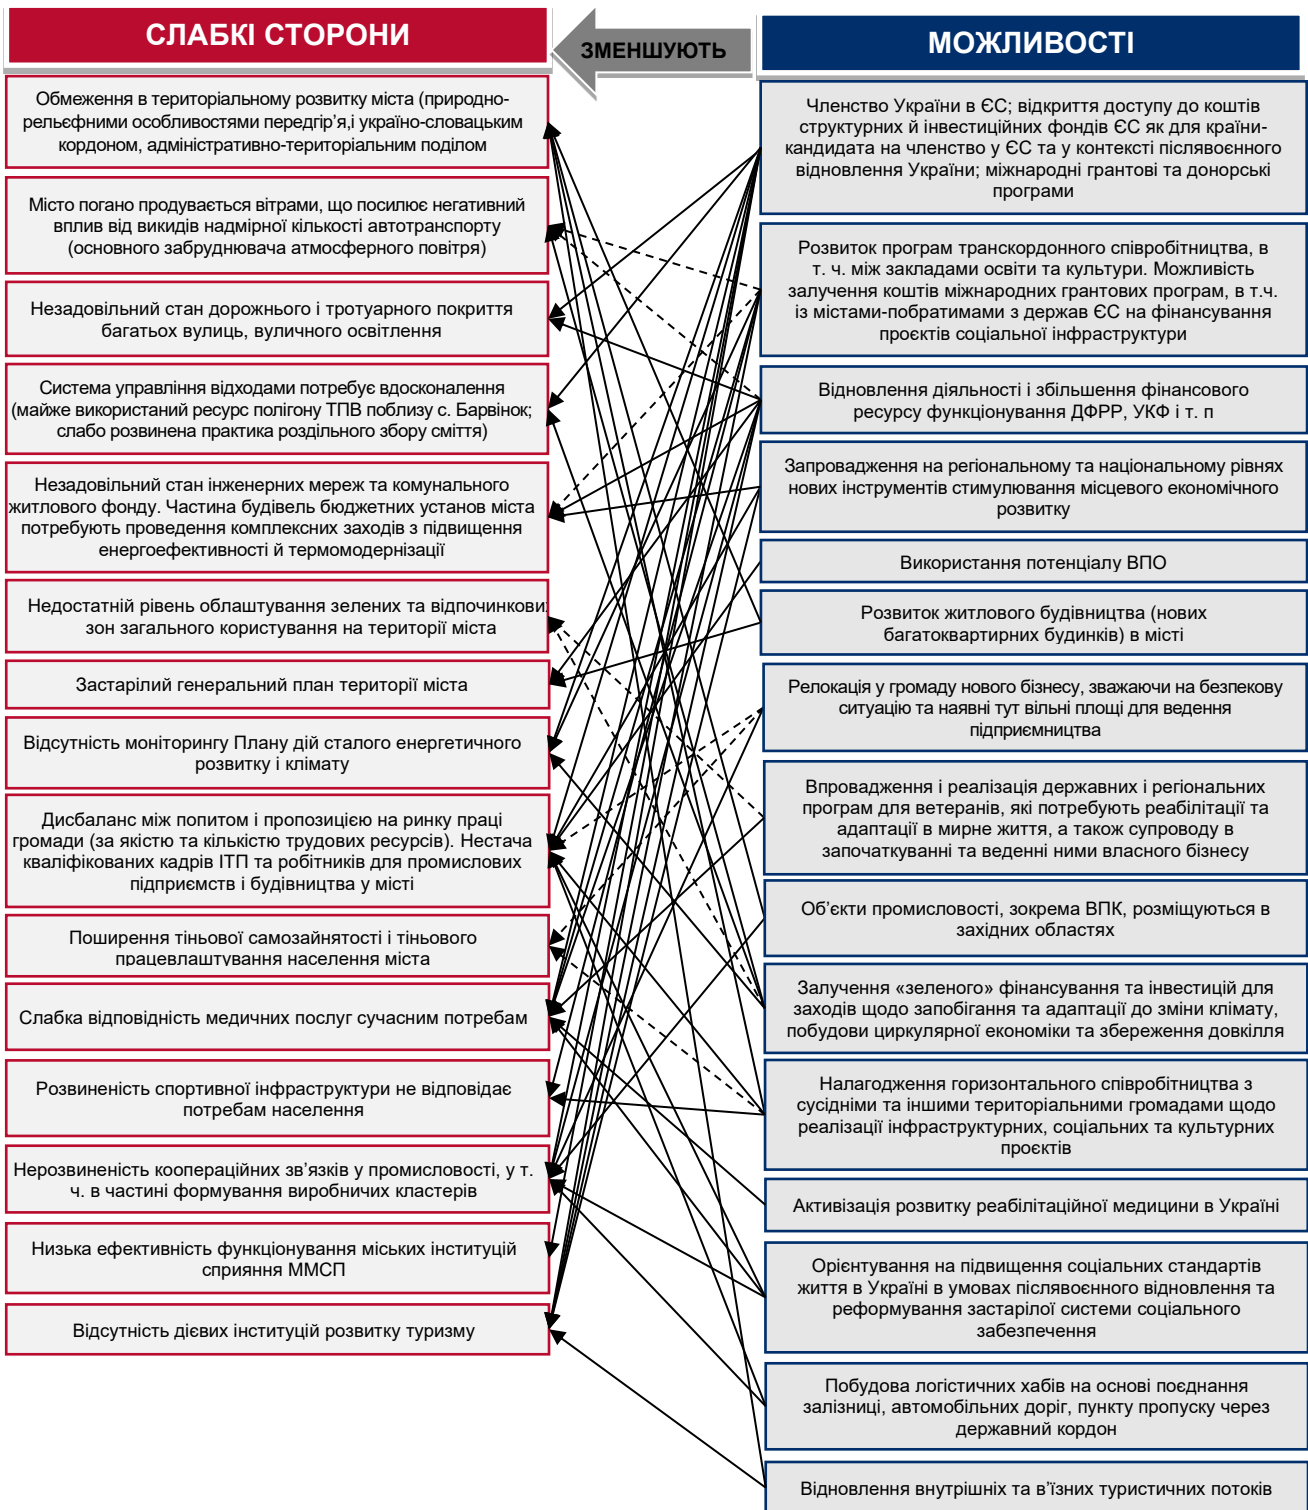 СЛАБКІ СТОРОНИ
ЗМЕНШУЮТЬ
МОЖЛИВОСТІ
Обмеження в територіальному розвитку міста (природно-
рельєфними особливостями передгір’я,і україно-словацьким
кордоном, адміністративно-територіальним поділом
Місто погано продувається вітрами, що посилює негативний
вплив від викидів надмірної кількості автотранспорту
(основного забруднювача атмосферного повітря)
Незадовільний стан дорожнього і тротуарного покриття
багатьох вулиць, вуличного освітлення
Система управління відходами потребує вдосконалення
(майже використаний ресурс полігону ТПВ поблизу с. Барвінок;
слабо розвинена практика роздільного збору сміття)
Незадовільний стан інженерних мереж та комунального
житлового фонду. Частина будівель бюджетних установ міста
потребують проведення комплексних заходів з підвищення
енергоефективності й термомодернізації
Недостатній рівень облаштування зелених та відпочинкових
зон загального користування на території міста
Застарілий генеральний план території міста
Відсутність моніторингу Плану дій сталого енергетичного
розвитку і клімату
Дисбаланс між попитом і пропозицією на ринку праці
громади (за якістю та кількістю трудових ресурсів). Нестача
кваліфікованих кадрів ІТП та робітників для промислових
підприємств і будівництва у місті
Поширення тіньової самозайнятості і тіньового
працевлаштування населення міста
Слабка відповідність медичних послуг сучасним потребам
Розвиненість спортивної інфраструктури не відповідає
потребам населення
Нерозвиненість коопераційних зв’язків у промисловості, у т.
ч. в частині формування виробничих кластерів
Низька ефективність функціонування міських інституцій
сприяння ММСП
Відсутність дієвих інституцій розвитку туризму
Членство України в ЄС; відкриття доступу до коштів
структурних й інвестиційних фондів ЄС як для країни-
кандидата на членство у ЄС та у контексті післявоєнного
відновлення України; міжнародні грантові та донорські
програми
Розвиток програм транскордонного співробітництва, в
т. ч. між закладами освіти та культури. Можливість
залучення коштів міжнародних грантових програм, в т.ч.
із містами-побратимами з держав ЄС на фінансування
проєктів соціальної інфраструктури
Відновлення діяльності і збільшення фінансового
ресурсу функціонування ДФРР, УКФ і т. п
Запровадження на регіональному та національному рівнях
нових інструментів стимулювання місцевого економічного
розвитку
Використання потенціалу ВПО
Розвиток житлового будівництва (нових
багатоквартирних будинків) в місті
Релокація у громаду нового бізнесу, зважаючи на безпекову
ситуацію та наявні тут вільні площі для ведення
підприємництва
Впровадження і реалізація державних і регіональних
програм для ветеранів, які потребують реабілітації та
адаптації в мирне життя, а також супроводу в
започаткуванні та веденні ними власного бізнесу
Об’єкти промисловості, зокрема ВПК, розміщуються в
західних областях
Залучення «зеленого» фінансування та інвестицій для
заходів щодо запобігання та адаптації до зміни клімату,
побудови циркулярної економіки та збереження довкілля
Налагодження горизонтального співробітництва з
сусідніми та іншими територіальними громадами щодо
реалізації інфраструктурних, соціальних та культурних
проєктів
Активізація розвитку реабілітаційної медицини в Україні
Орієнтування на підвищення соціальних стандартів
життя в Україні в умовах післявоєнного відновлення та
реформування застарілої системи соціального
забезпечення
Побудова логістичних хабів на основі поєднання
залізниці, автомобільних доріг, пункту пропуску через
державний кордон
Відновлення внутрішніх та в’їзних туристичних потоків